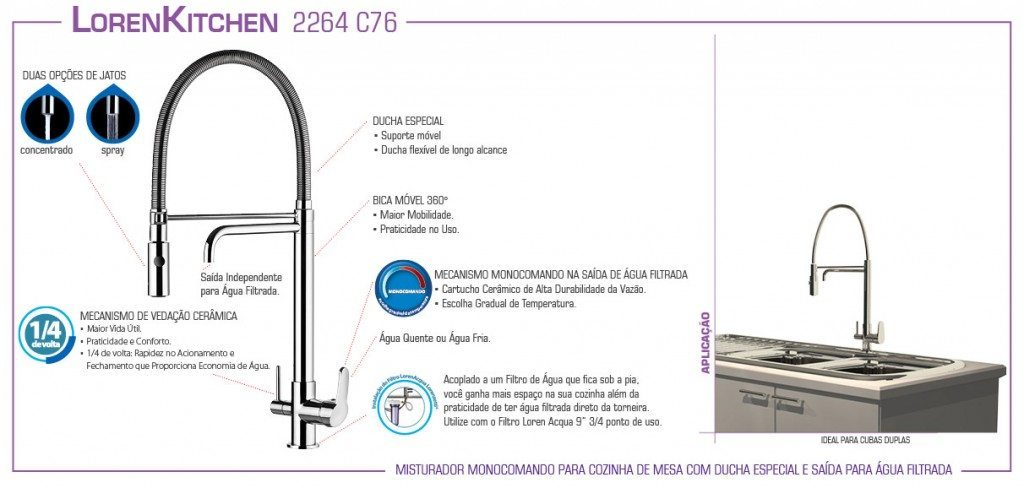 LORENKITCHEN 2264 C76
DUAS OPÇÕES DE JATOS
concentrado
spray
DUCHA ESPECIAL
• Suporte móvel
• Ducha flexível de longo alcance
BICA MÓVEL 360º
• Maior Mobilidade.
• Praticidade no Uso.
Saída Independente
para Água Filtrada.
MONOCOMANDO
MECANISMO MONOCOMANDO NA SAÍDA DE ÁGUA FILTRADA
• Cartucho Cerâmico de Alta Durabilidade da Vazão.
• Escolha Gradual de Temperatura.
1/4
de volta
MECANISMO DE VEDAÇÃO CERÂMICA
• Maior Vida Útil.
• Praticidade e Conforto.
• 1/4 de volta: Rapidez no Acionamento e
Fechamento que Proporciona Economia de Água.
Água Quente ou Água Fria.
Acoplado a um Filtro de Água que fica sob a pia,
você ganha mais espaço na sua cozinha além da
praticidade de ter água filtrada direto da torneira.
Utilize com o Filtro Loren Acqua 9” 3/4 ponto de uso.
APLICAÇÃO
IDEAL PARA CUBAS DUPLAS
MISTURADOR MONOCOMANDO PARA COZINHA DE MESA COM DUCHA ESPECIAL E SAÍDA PARA ÁGUA FILTRADA